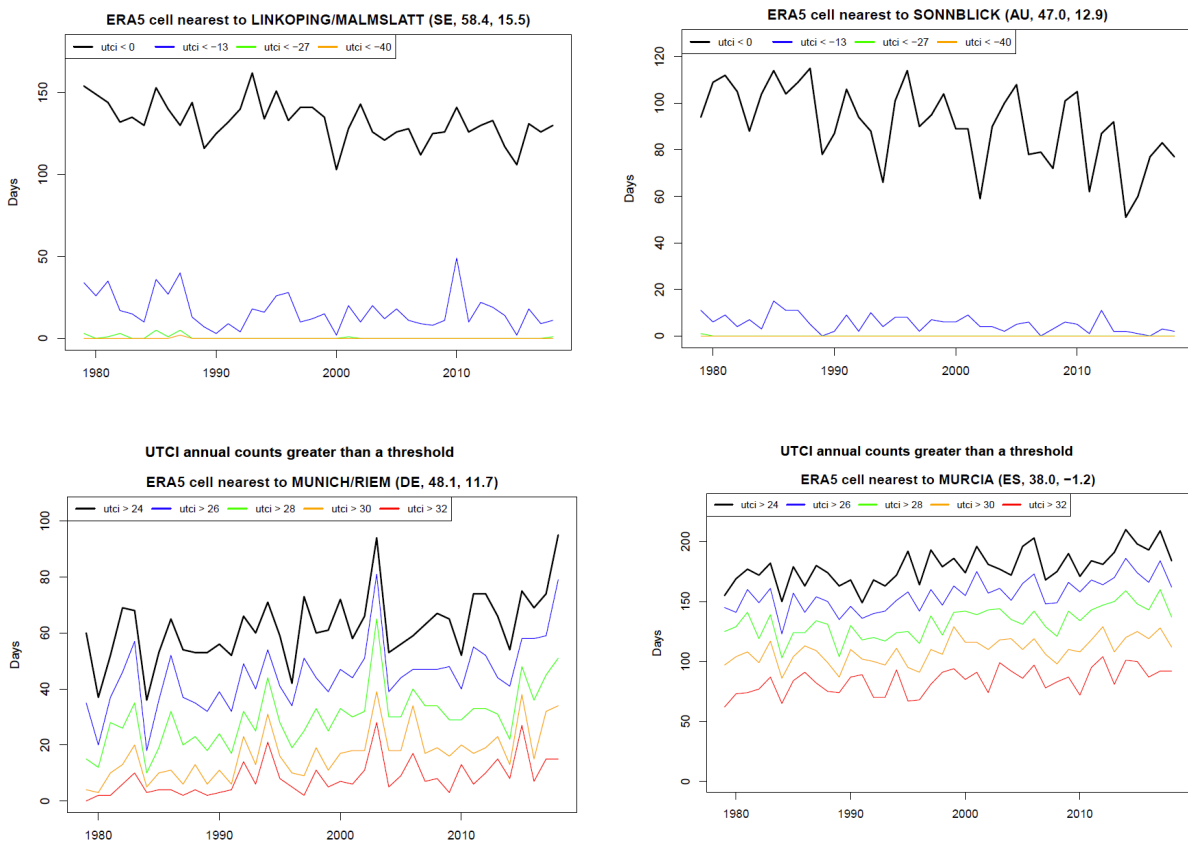 ERA5 cell nearest to LINKOPING/MALMSLATT (SE, 58.4, 15.5)
utci < 0 utci < −13 utci < −27 utci < −40
Days
150
100
50
0
1980 1990 2000 2010
ERA5 cell nearest to SONNBLICK (AU, 47.0, 12.9)
utci < 0 utci < −13 utci < −27 utci < −40
Days
120
100
80
60
40
20
0
1980 1990 2000 2010
UTCI annual counts greater than a threshold
ERA5 cell nearest to MUNICH/RIEM (DE, 48.1, 11.7)
utci > 24 utci > 26 utci > 28 utci > 30 utci > 32
Days
100
80
60
40
20
0
1980 1990 2000 2010
UTCI annual counts greater than a threshold
ERA5 cell nearest to MURCIA (ES, 38.0, −1.2)
utci > 24 utci > 26 utci > 28 utci > 30 utci > 32
Days
200
150
100
50
0
1980 1990 2000 2010